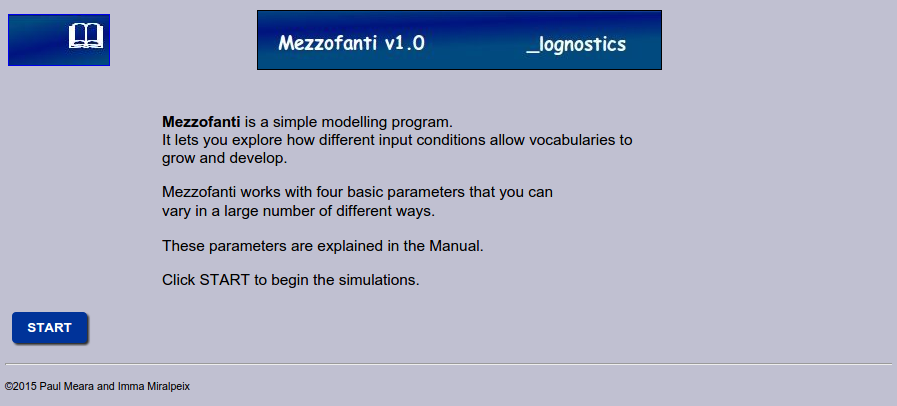 Mezzofanti v1.0 _lognostics
Mezzofanti is a simple modelling program.
It lets you explore how different input conditions allow vocabularies to
grow and develop.
Mezzofanti works with four basic parameters that you can
vary in a large number of different ways.
These parameters are explained in the Manual.
Click START to begin the simulations.
START
©2015 Paul Meara and Imma Miralpeix